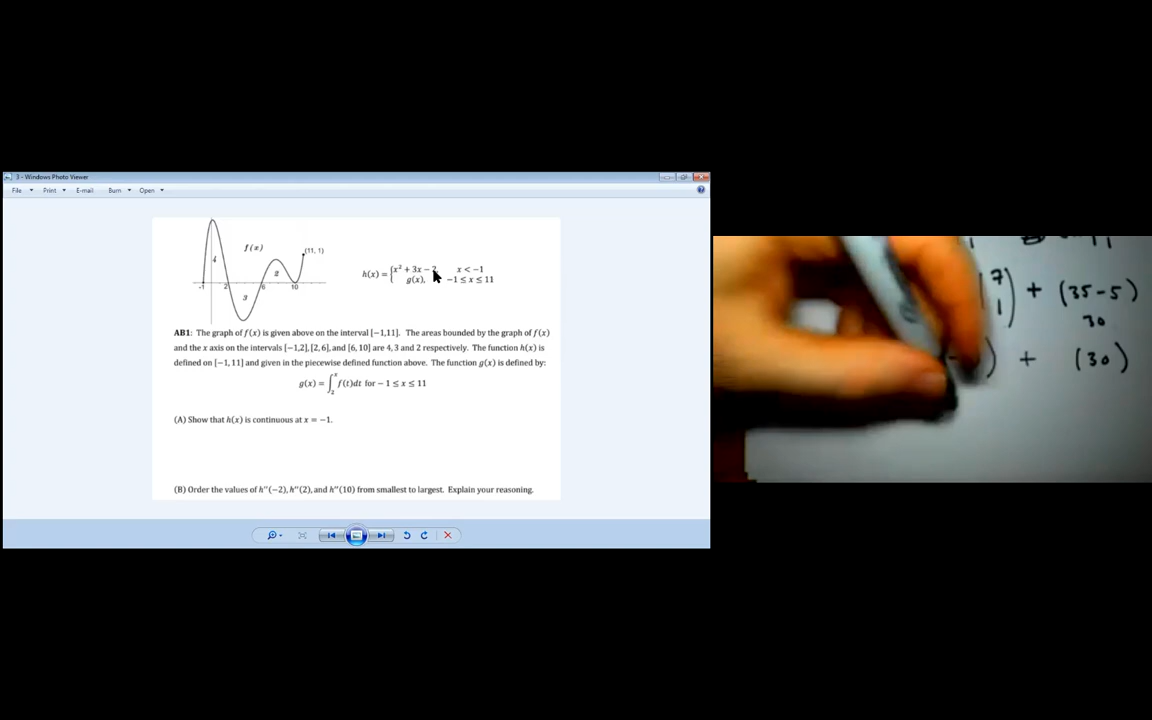 3 - Windows Photo Viewer
File Print E-mail Burn Open
f(x)
(11, 1)
4
2
3
-1 2 6 10
h(x) = { x² + 3x − 2, x < −1
g(x), −1 ≤ x ≤ 11
AB1: The graph of f(x) is given above on the interval [−1,11]. The areas bounded by the graph of f(x)
and the x axis on the intervals [−1,2], [2,6], and [6,10] are 4, 3 and 2 respectively. The function h(x) is
defined on [−1, 11] and given in the piecewise defined function above. The function g(x) is defined by:
g(x) = ∫₂ˣ f(t)dt for − 1 ≤ x ≤ 11
(A) Show that h(x) is continuous at x = −1.
(B) Order the values of h''(−2), h''(2), and h''(10) from smallest to largest. Explain your reasoning.
7
1 ) + (35-5)
30
) + (30)